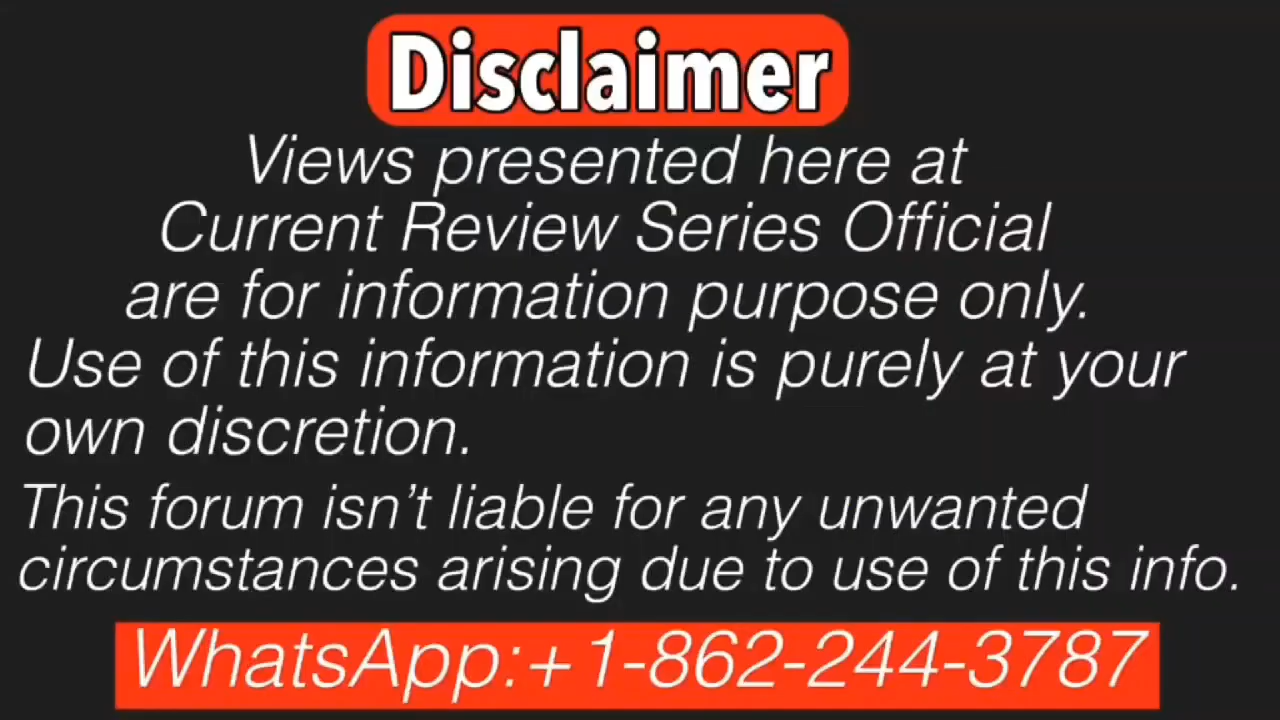 Disclaimer
Views presented here at
Current Review Series Official
are for information purpose only.
Use of this information is purely at your
own discretion.
This forum isn’t liable for any unwanted
circumstances arising due to use of this info.
WhatsApp:+1-862-244-3787